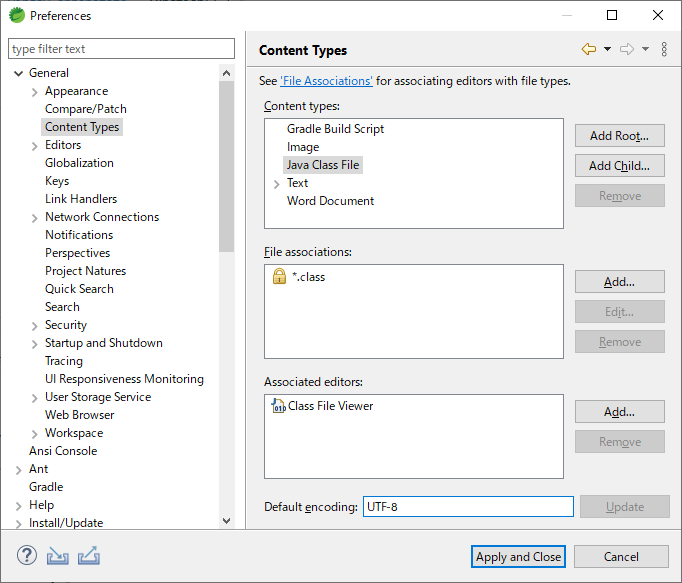 Preferences
type filter text
General
Appearance
Compare/Patch
Content Types
Editors
Globalization
Keys
Link Handlers
Network Connections
Notifications
Perspectives
Project Natures
Quick Search
Search
Security
Startup and Shutdown
Tracing
UI Responsiveness Monitoring
User Storage Service
Web Browser
Workspace
Ansi Console
Ant
Gradle
Help
Install/Update
Content Types
See 'File Associations' for associating editors with file types.
Content types:
Gradle Build Script
Image
Java Class File
Text
Word Document
Add Root...
Add Child...
Remove
File associations:
*.class
Add...
Edit...
Remove
Associated editors:
010
Class File Viewer
Add...
Remove
Default encoding: UTF-8
Update
?
Apply and Close
Cancel